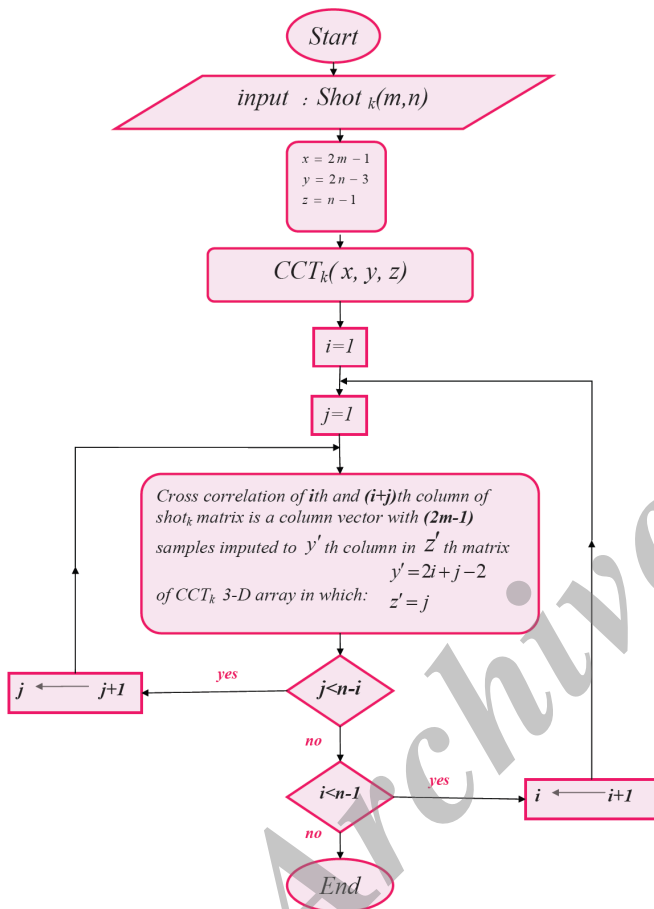 Start
input : Shot k(m,n)
x = 2m − 1
y = 2n − 3
z = n − 1
CCTk( x, y, z)
i=1
j=1
Cross correlation of ith and (i+j)th column of
shotk matrix is a column vector with (2m-1)
samples imputed to y' th column in z' th matrix
y' = 2i + j − 2
of CCTk 3-D array in which:
z' = j
j<n-i
yes
j ← j+1
no
i<n-1
yes
i ← i+1
no
End
Archive